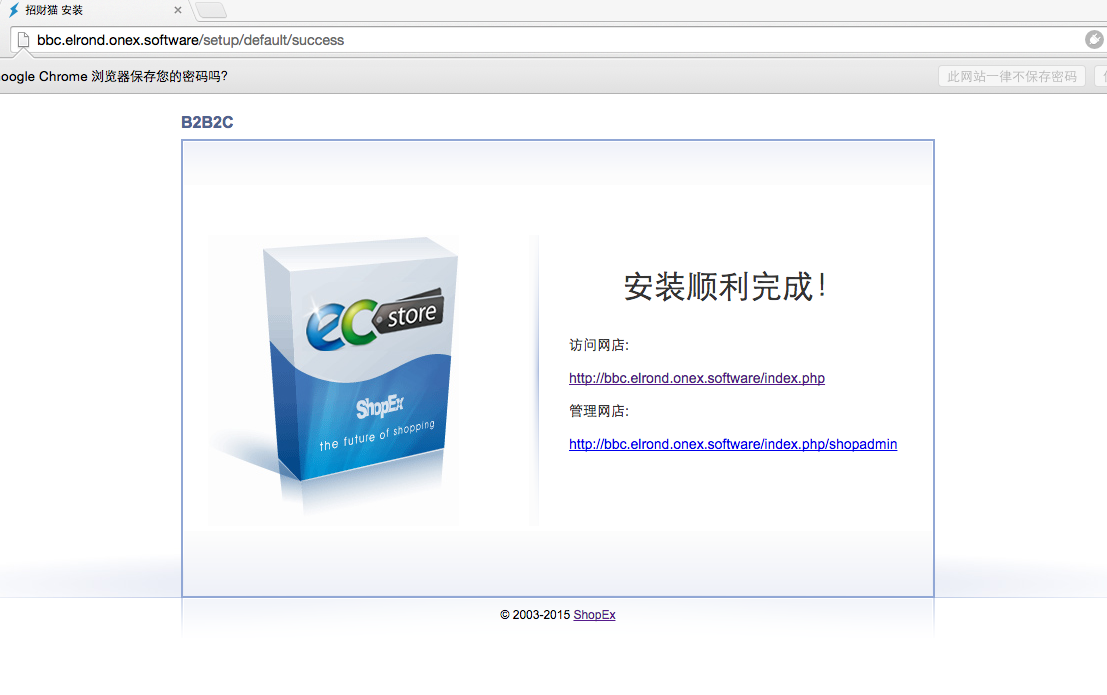 招财猫 安装
bbc.elrond.onex.software/setup/default/success
oogle Chrome 浏览器保存您的密码吗?
此网站一律不保存密码
B2B2C
ec store
ShopEx
the future of shopping
安装顺利完成!
访问网店:
http://bbc.elrond.onex.software/index.php
管理网店:
http://bbc.elrond.onex.software/index.php/shopadmin
© 2003-2015 ShopEx